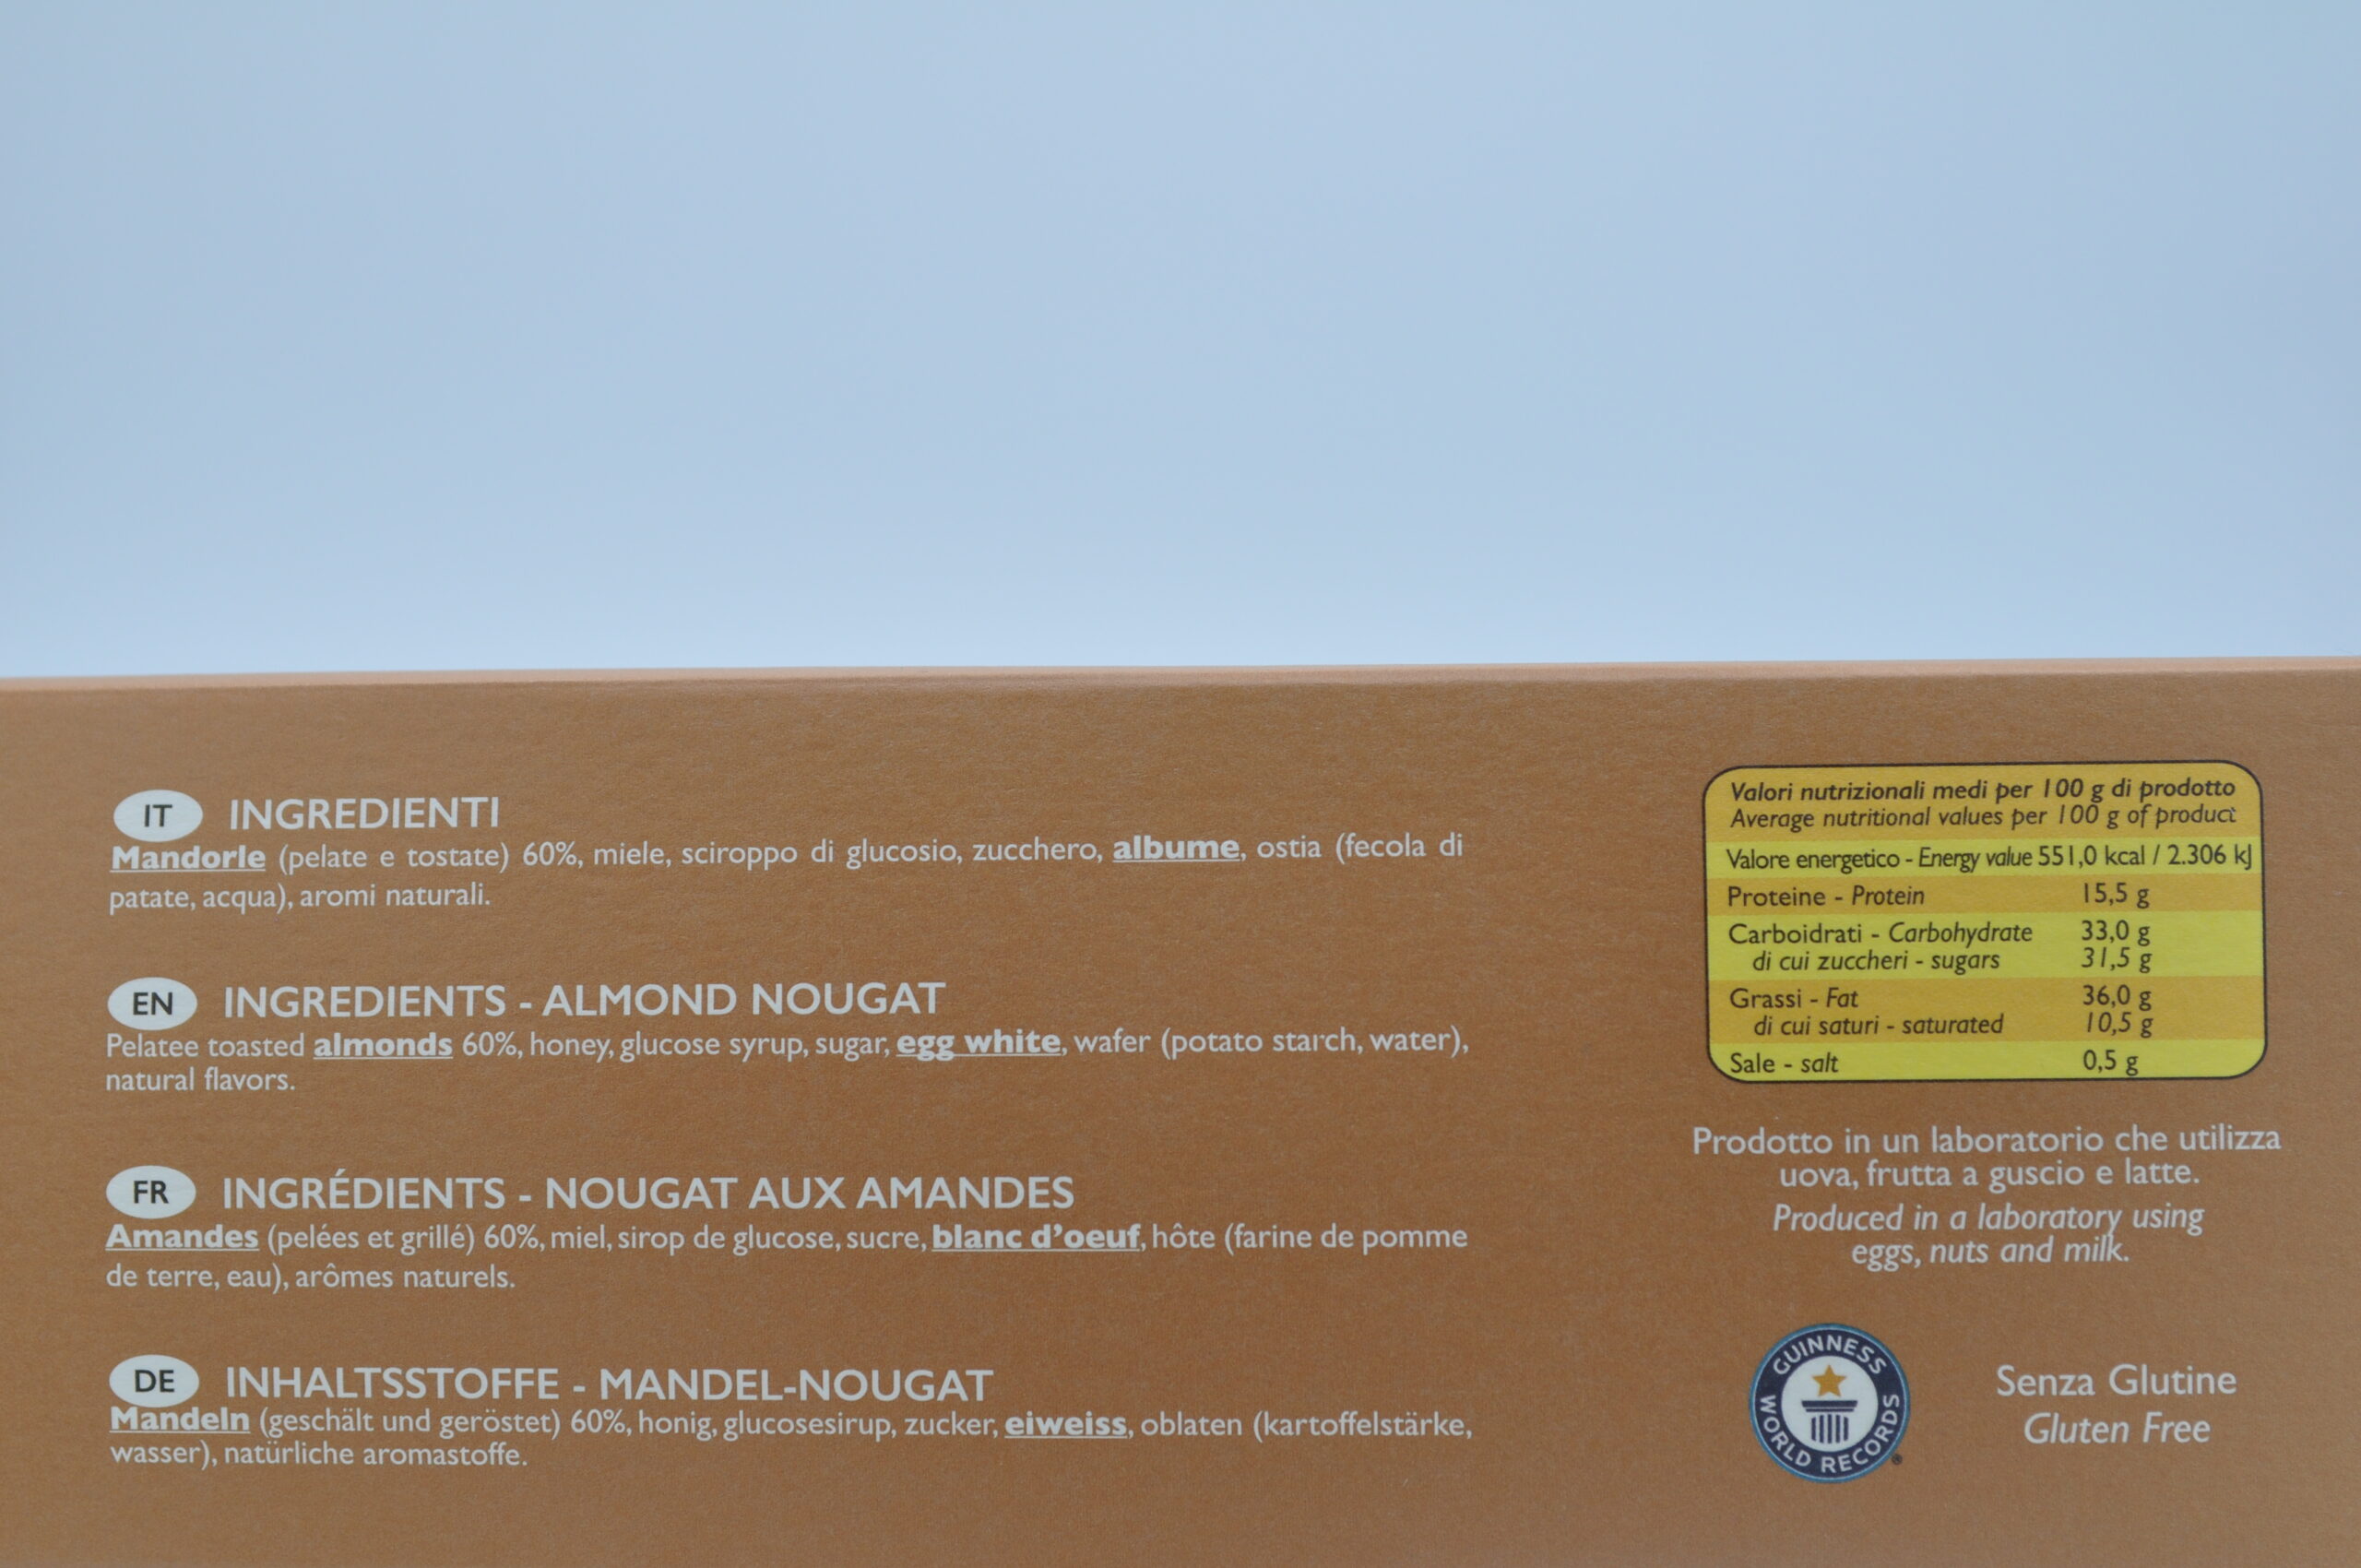 IT INGREDIENTI
Mandorle (pelate e tostate) 60%, miele, sciroppo di glucosio, zucchero, albume, ostia (fecola di
patate, acqua), aromi naturali.
EN INGREDIENTS - ALMOND NOUGAT
Pelatee toasted almonds 60%, honey, glucose syrup, sugar, egg white, wafer (potato starch, water),
natural flavors.
FR INGRÉDIENTS - NOUGAT AUX AMANDES
Amandes (pelées et grillé) 60%, miel, sirop de glucose, sucre, blanc d'oeuf, hôte (farine de pomme
de terre, eau), arômes naturels.
DE INHALTSSTOFFE - MANDEL-NOUGAT
Mandeln (geschält und geröstet) 60%, honig, glucosesirup, zucker, eiweiss, oblaten (kartoffelstärke,
wasser), natürliche aromastoffe.
Valori nutrizionali medi per 100 g di prodotto
Average nutritional values per 100 g of product
Valore energetico - Energy value 551,0 kcal / 2.306 kJ
Proteine - Protein 15,5 g
Carboidrati - Carbohydrate 33,0 g
di cui zuccheri - sugars 31,5 g
Grassi - Fat 36,0 g
di cui saturi - saturated 10,5 g
Sale - salt 0,5 g
Prodotto in un laboratorio che utilizza
uova, frutta a guscio e latte.
Produced in a laboratory using
eggs, nuts and milk.
GUINNESS
WORLD RECORDS
Senza Glutine
Gluten Free